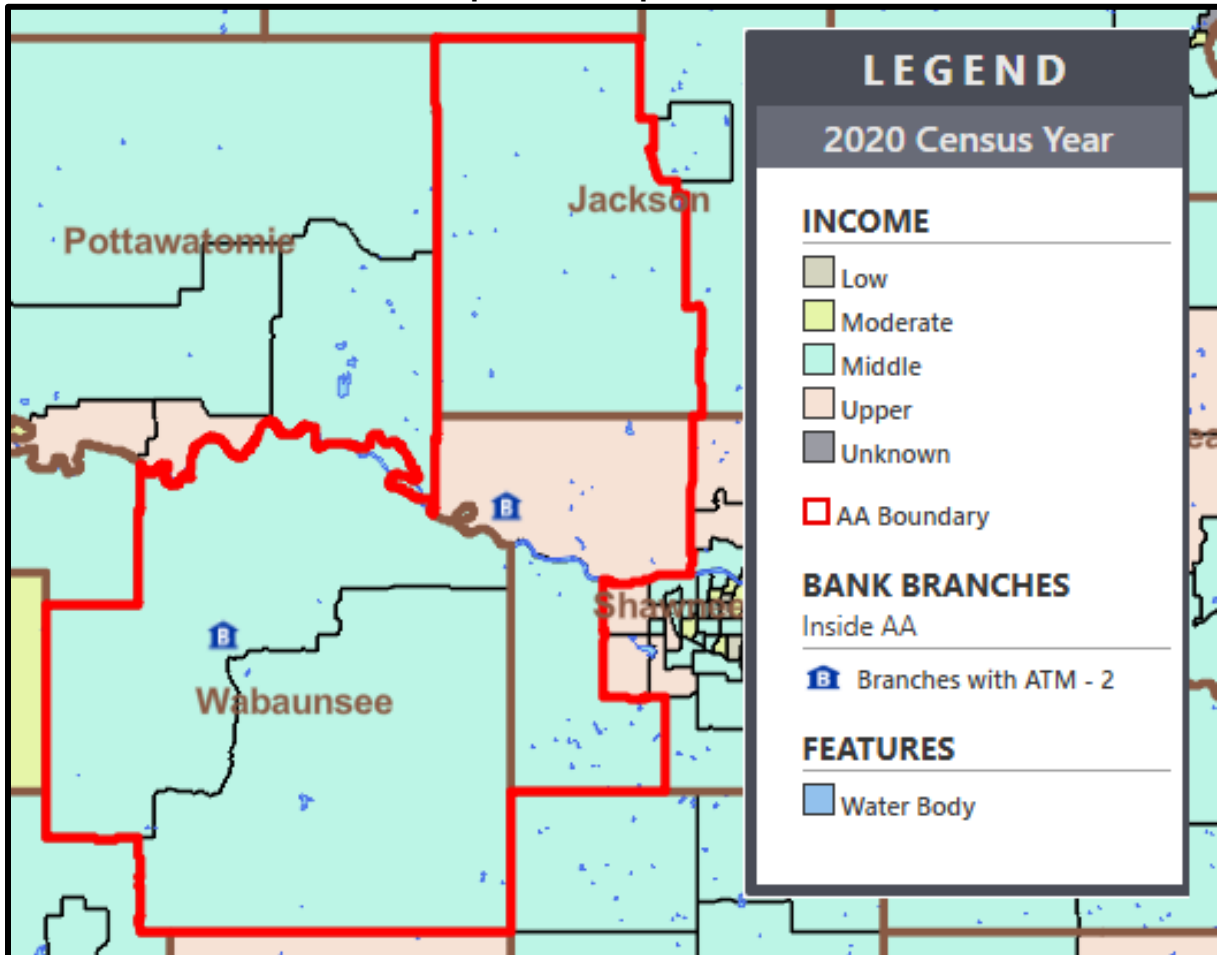 LEGEND
2020 Census Year
Jackson
Pottawatomie
INCOME
Low
Moderate
Middle
Upper
Unknown
AA Boundary
BANK BRANCHES
Inside AA
B Branches with ATM - 2
FEATURES
Water Body
B
Shawnee
B
Wabaunsee